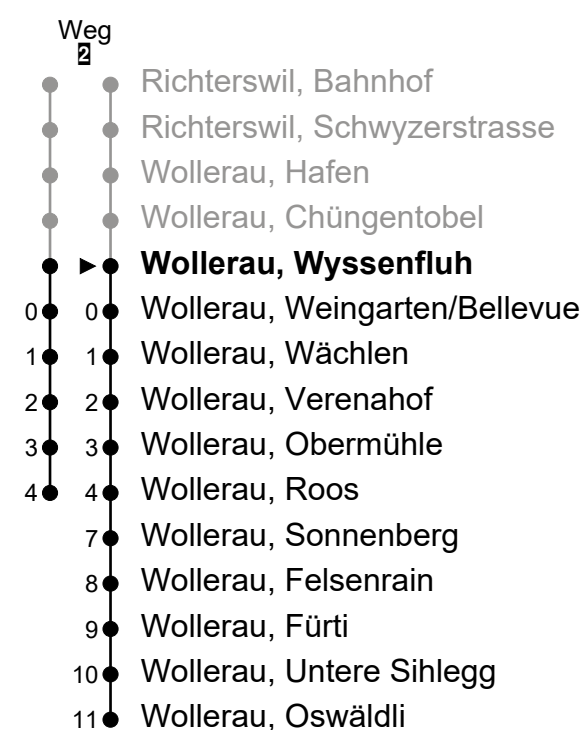 Weg
2
Richterswil, Bahnhof
Richterswil, Schwyzerstrasse
Wollerau, Hafen
Wollerau, Chüngentobel
Wollerau, Wyssenfluh
0 0 Wollerau, Weingarten/Bellevue
1 1 Wollerau, Wächlen
2 2 Wollerau, Verenahof
3 3 Wollerau, Obermühle
4 4 Wollerau, Roos
7 Wollerau, Sonnenberg
8 Wollerau, Felsenrain
9 Wollerau, Fürti
10 Wollerau, Untere Sihlegg
11 Wollerau, Oswäldli